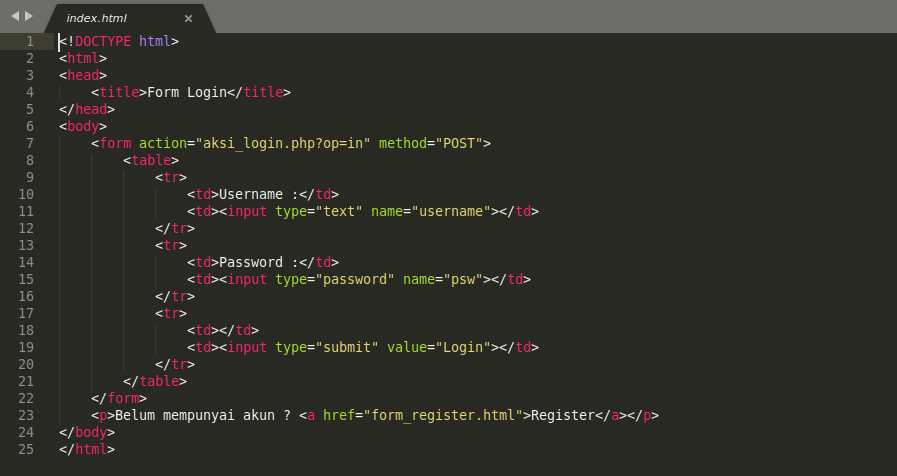 index.html ×
1 <!DOCTYPE html>
2 <html>
3 <head>
4     <title>Form Login</title>
5 </head>
6 <body>
7     <form action="aksi_login.php?op=in" method="POST">
8         <table>
9             <tr>
10                 <td>Username :</td>
11                 <td><input type="text" name="username"></td>
12             </tr>
13             <tr>
14                 <td>Password :</td>
15                 <td><input type="password" name="psw"></td>
16             </tr>
17             <tr>
18                 <td></td>
19                 <td><input type="submit" value="Login"></td>
20             </tr>
21         </table>
22     </form>
23     <p>Belum mempunyai akun ? <a href="form_register.html">Register</a></p>
24 </body>
25 </html>